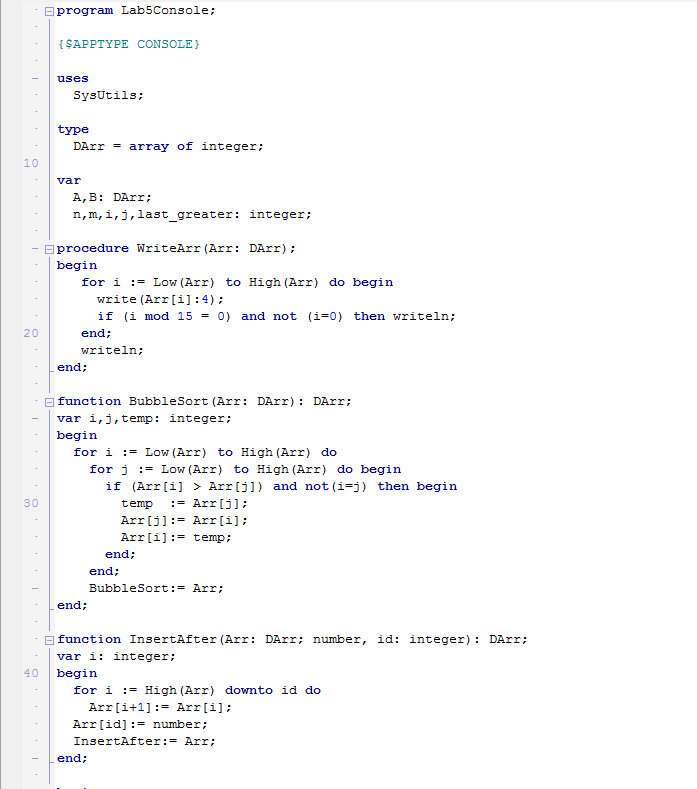 program Lab5Console;
{$APPTYPE CONSOLE}
uses
SysUtils;
type
DArr = array of integer;
10
var
A,B: DArr;
n,m,i,j,last_greater: integer;
procedure WriteArr(Arr: DArr);
begin
for i := Low(Arr) to High(Arr) do begin
write(Arr[i]:4);
if (i mod 15 = 0) and not (i=0) then writeln;
20 end;
writeln;
end;
function BubbleSort(Arr: DArr): DArr;
var i,j,temp: integer;
begin
for i := Low(Arr) to High(Arr) do
for j := Low(Arr) to High(Arr) do begin
if (Arr[i] > Arr[j]) and not(i=j) then begin
30 temp := Arr[j];
Arr[j]:= Arr[i];
Arr[i]:= temp;
end;
end;
BubbleSort:= Arr;
end;
function InsertAfter(Arr: DArr; number, id: integer): DArr;
var i: integer;
40 begin
for i := High(Arr) downto id do
Arr[i+1]:= Arr[i];
Arr[id]:= number;
InsertAfter:= Arr;
end;